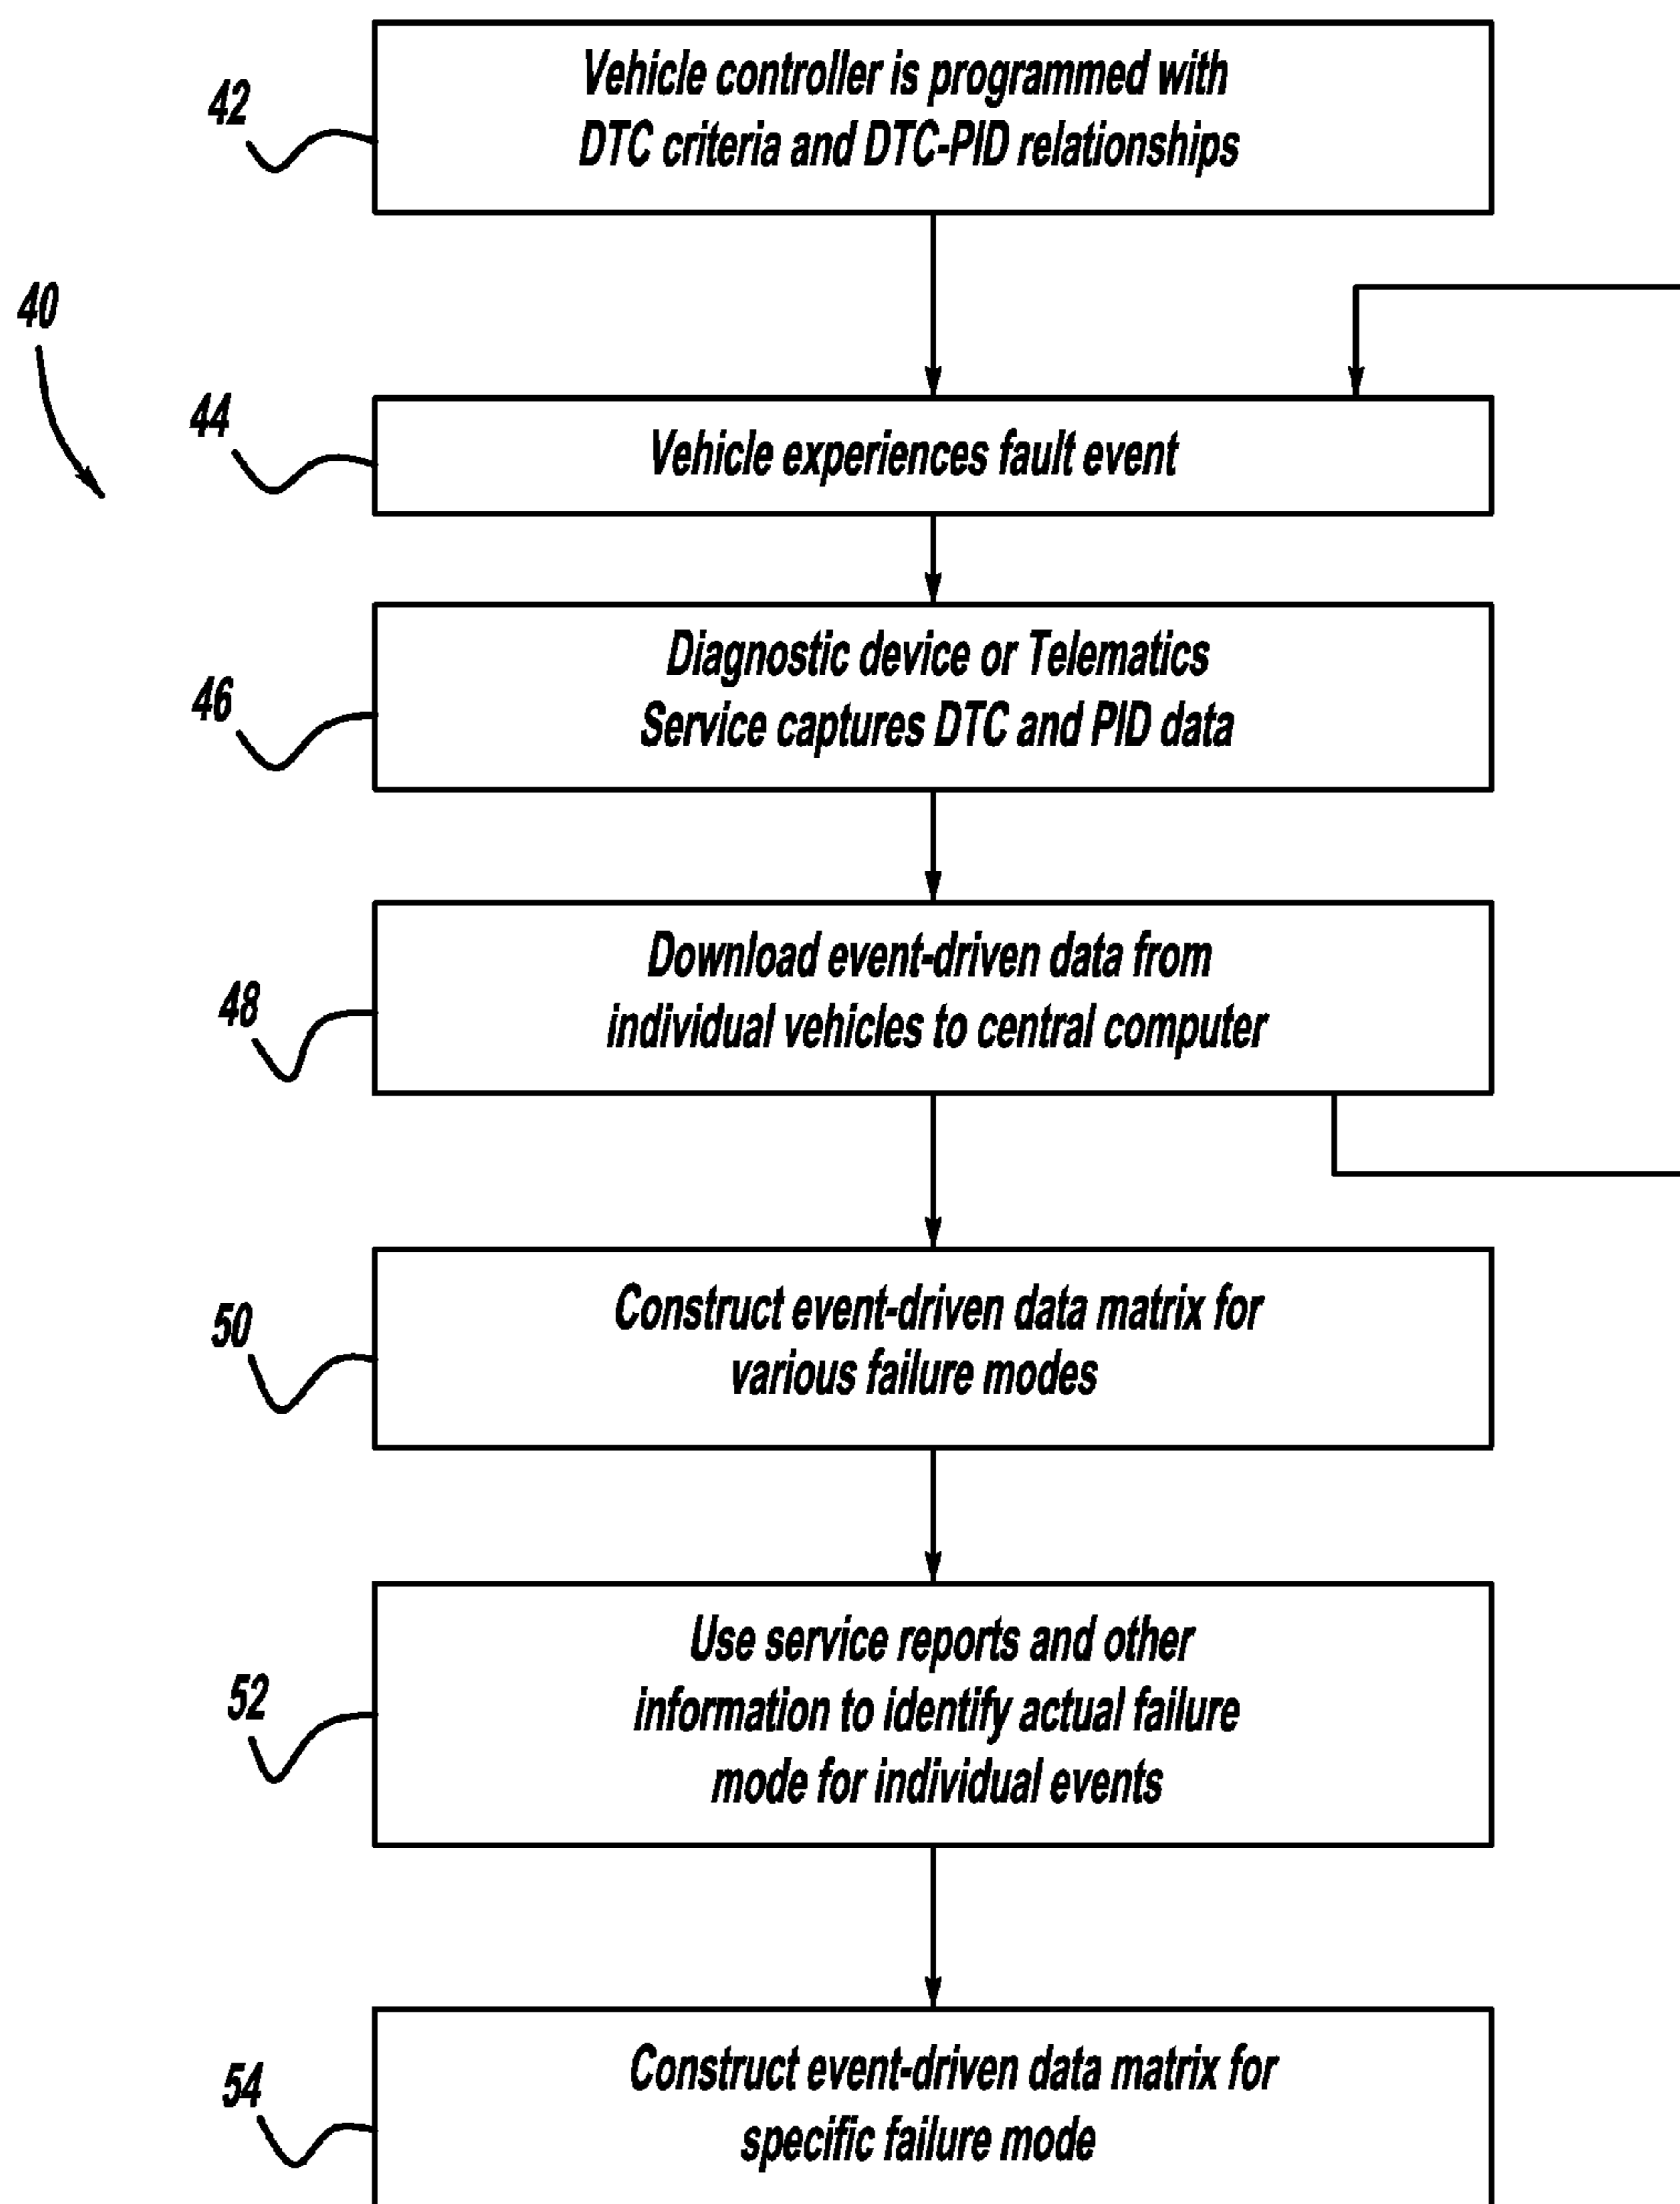 42
Vehicle controller is programmed with
DTC criteria and DTC-PID relationships
40
44
Vehicle experiences fault event
46
Diagnostic device or Telematics
Service captures DTC and PID data
48
Download event-driven data from
individual vehicles to central computer
50
Construct event-driven data matrix for
various failure modes
52
Use service reports and other
information to identify actual failure
mode for individual events
54
Construct event-driven data matrix for
specific failure mode